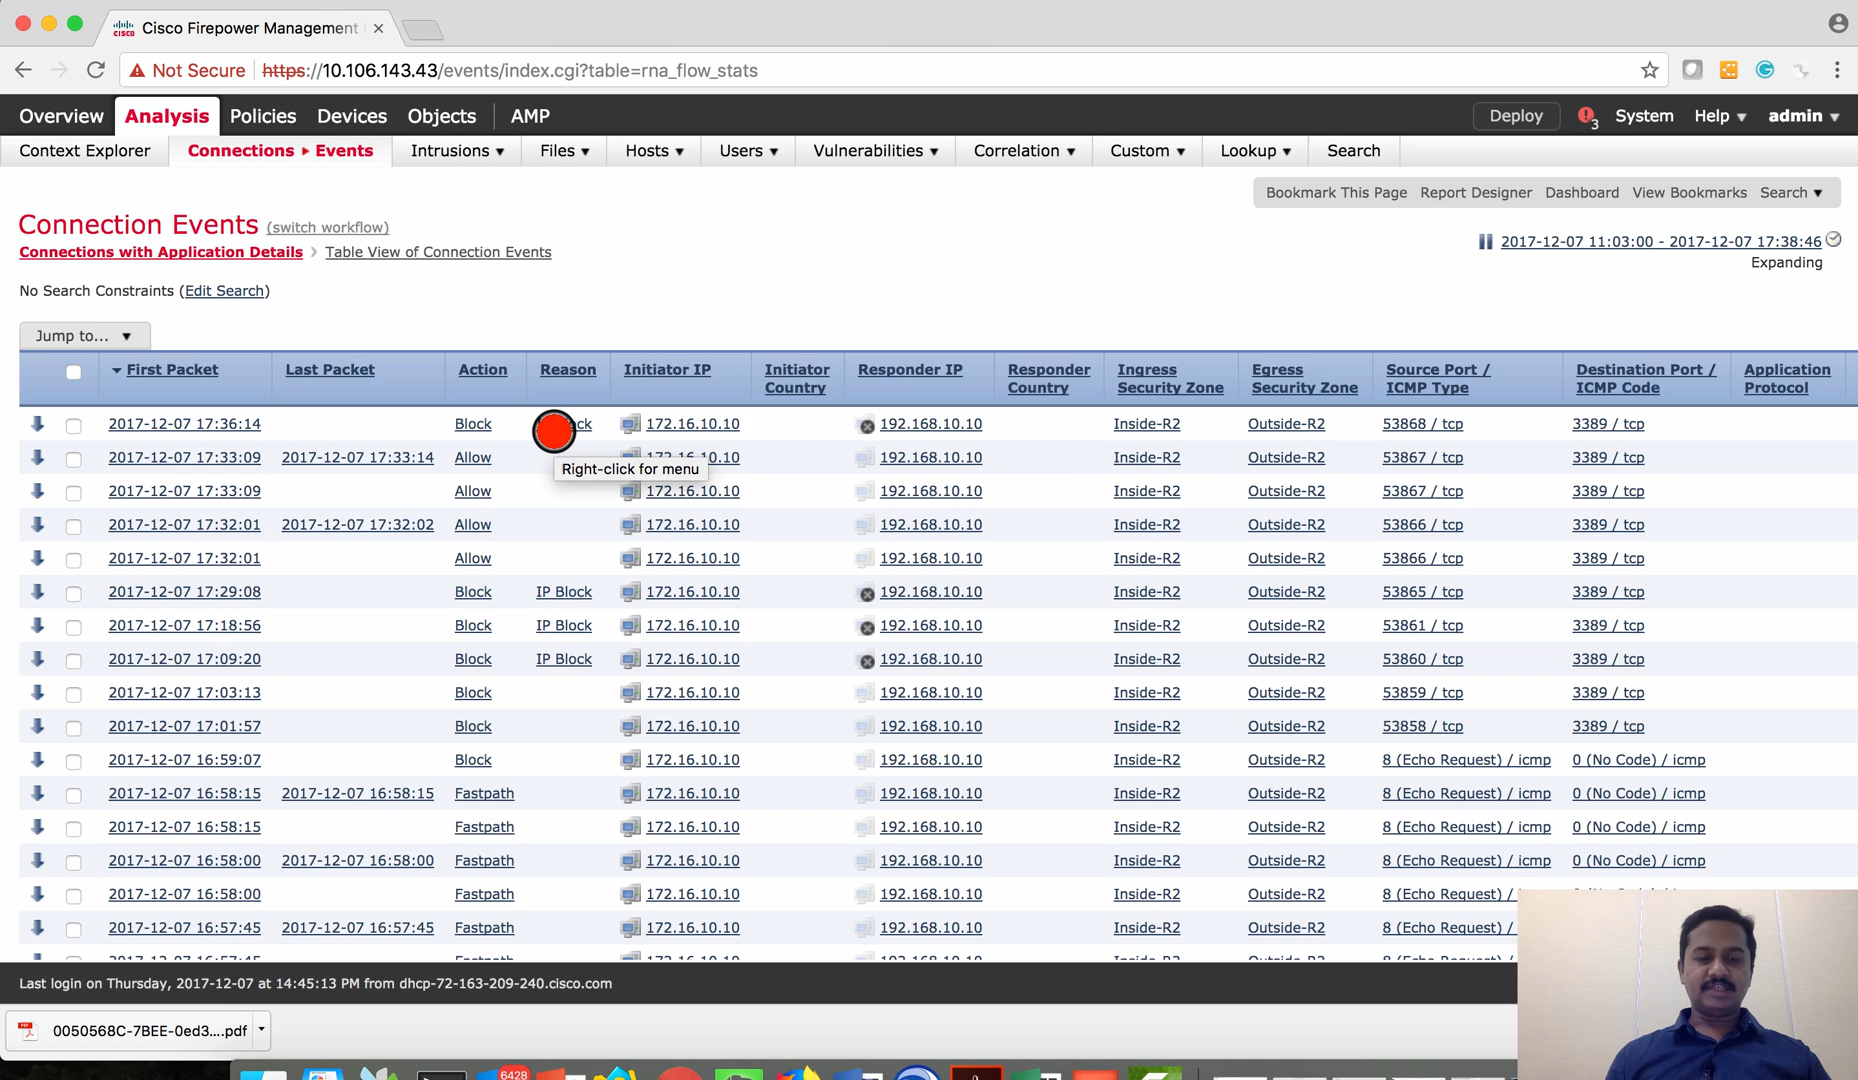 Cisco Firepower Management
Not Secure https://10.106.143.43/events/index.cgi?table=rna_flow_stats
Overview Analysis Policies Devices Objects AMP Deploy 3 System Help admin
Context Explorer Connections Events Intrusions Files Hosts Users Vulnerabilities Correlation Custom Lookup Search
Bookmark This Page Report Designer Dashboard View Bookmarks Search
Connection Events (switch workflow)
2017-12-07 11:03:00 - 2017-12-07 17:38:46
Connections with Application Details > Table View of Connection Events
Expanding
No Search Constraints (Edit Search)
Jump to...
First Packet Last Packet Action Reason Initiator IP Initiator Country Responder IP Responder Country Ingress Security Zone Egress Security Zone Source Port / ICMP Type Destination Port / ICMP Code Application Protocol
2017-12-07 17:36:14 Block ck 172.16.10.10 192.168.10.10 Inside-R2 Outside-R2 53868 / tcp 3389 / tcp
2017-12-07 17:33:09 2017-12-07 17:33:14 Allow 172.16.10.10 192.168.10.10 Inside-R2 Outside-R2 53867 / tcp 3389 / tcp
Right-click for menu
2017-12-07 17:33:09 Allow 172.16.10.10 192.168.10.10 Inside-R2 Outside-R2 53867 / tcp 3389 / tcp
2017-12-07 17:32:01 2017-12-07 17:32:02 Allow 172.16.10.10 192.168.10.10 Inside-R2 Outside-R2 53866 / tcp 3389 / tcp
2017-12-07 17:32:01 Allow 172.16.10.10 192.168.10.10 Inside-R2 Outside-R2 53866 / tcp 3389 / tcp
2017-12-07 17:29:08 Block IP Block 172.16.10.10 192.168.10.10 Inside-R2 Outside-R2 53865 / tcp 3389 / tcp
2017-12-07 17:18:56 Block IP Block 172.16.10.10 192.168.10.10 Inside-R2 Outside-R2 53861 / tcp 3389 / tcp
2017-12-07 17:09:20 Block IP Block 172.16.10.10 192.168.10.10 Inside-R2 Outside-R2 53860 / tcp 3389 / tcp
2017-12-07 17:03:13 Block 172.16.10.10 192.168.10.10 Inside-R2 Outside-R2 53859 / tcp 3389 / tcp
2017-12-07 17:01:57 Block 172.16.10.10 192.168.10.10 Inside-R2 Outside-R2 53858 / tcp 3389 / tcp
2017-12-07 16:59:07 Block 172.16.10.10 192.168.10.10 Inside-R2 Outside-R2 8 (Echo Request) / icmp 0 (No Code) / icmp
2017-12-07 16:58:15 2017-12-07 16:58:15 Fastpath 172.16.10.10 192.168.10.10 Inside-R2 Outside-R2 8 (Echo Request) / icmp 0 (No Code) / icmp
2017-12-07 16:58:15 Fastpath 172.16.10.10 192.168.10.10 Inside-R2 Outside-R2 8 (Echo Request) / icmp 0 (No Code) / icmp
2017-12-07 16:58:00 2017-12-07 16:58:00 Fastpath 172.16.10.10 192.168.10.10 Inside-R2 Outside-R2 8 (Echo Request) / icmp 0 (No Code) / icmp
2017-12-07 16:58:00 Fastpath 172.16.10.10 192.168.10.10 Inside-R2 Outside-R2 8 (Echo Request) /
2017-12-07 16:57:45 2017-12-07 16:57:45 Fastpath 172.16.10.10 192.168.10.10 Inside-R2 Outside-R2 8 (Echo Request) /
Last login on Thursday, 2017-12-07 at 14:45:13 PM from dhcp-72-163-209-240.cisco.com
0050568C-7BEE-0ed3....pdf
6428